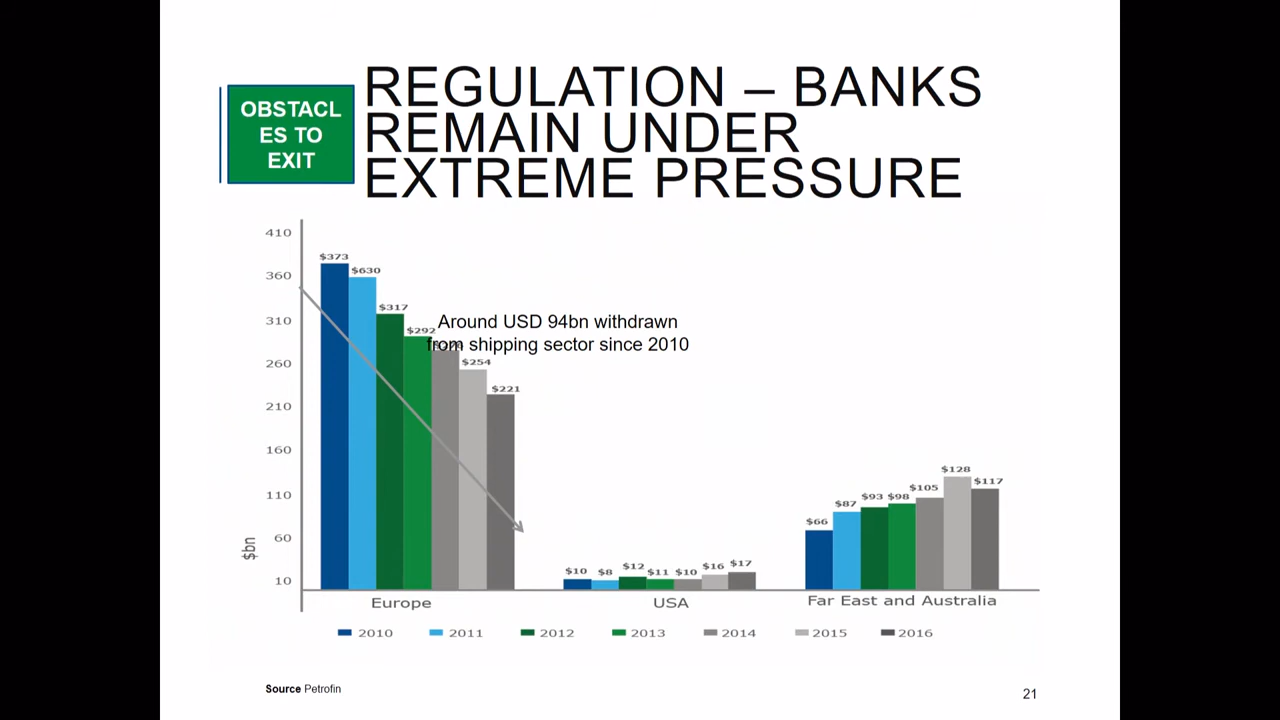 OBSTACL
ES TO
EXIT
REGULATION – BANKS
REMAIN UNDER
EXTREME PRESSURE
410
360
310
260
210
160
110
60
10
$bn
$373
$630
$317
$292
$254
$221
Around USD 94bn withdrawn
from shipping sector since 2010
$10 $8 $12 $11 $10 $16 $17
$66 $87 $93 $98 $105 $128 $117
Europe
USA
Far East and Australia
2010 2011 2012 2013 2014 2015 2016
Source Petrofin
21